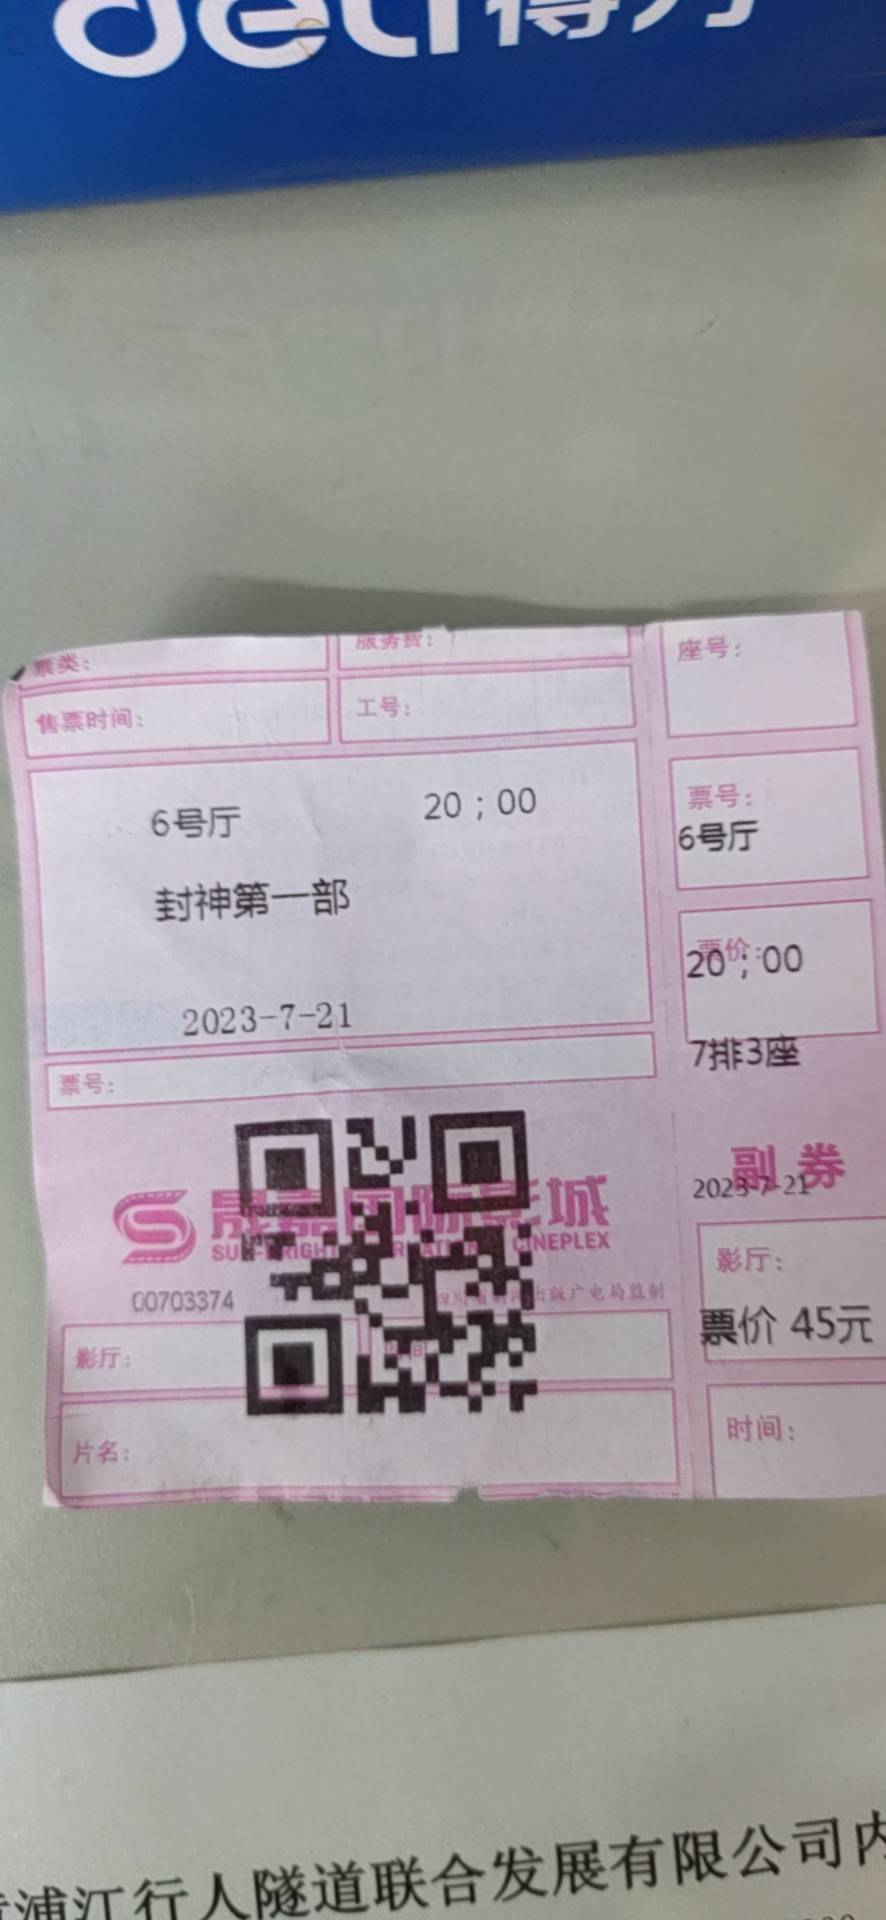 deli得力
票类:
服务费:
座号:
售票时间:
工号:
6号厅
20；00
票号:
6号厅
封神第一部
票价:
20；00
2023-7-21
7排3座
票号:
副券
2023-7-21
晟嘉国际影城
CINEPLEX
影厅:
00703374
出版广电局监制
票价 45元
影厅:
片名:
时间:
浦江行人隧道联合发展有限公司内